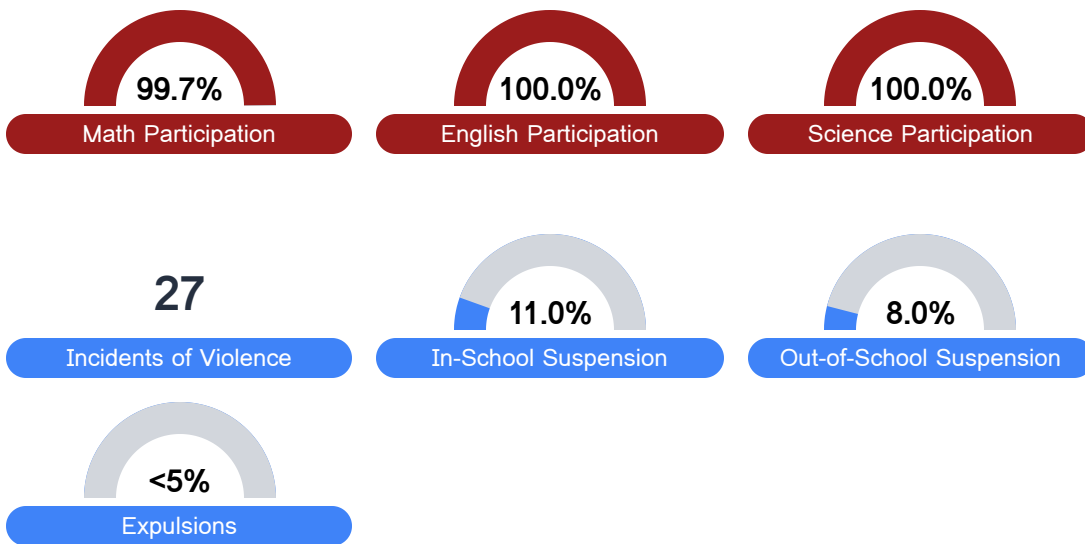 99.7%
Math Participation
100.0%
English Participation
100.0%
Science Participation
27
Incidents of Violence
11.0%
In-School Suspension
8.0%
Out-of-School Suspension
<5%
Expulsions